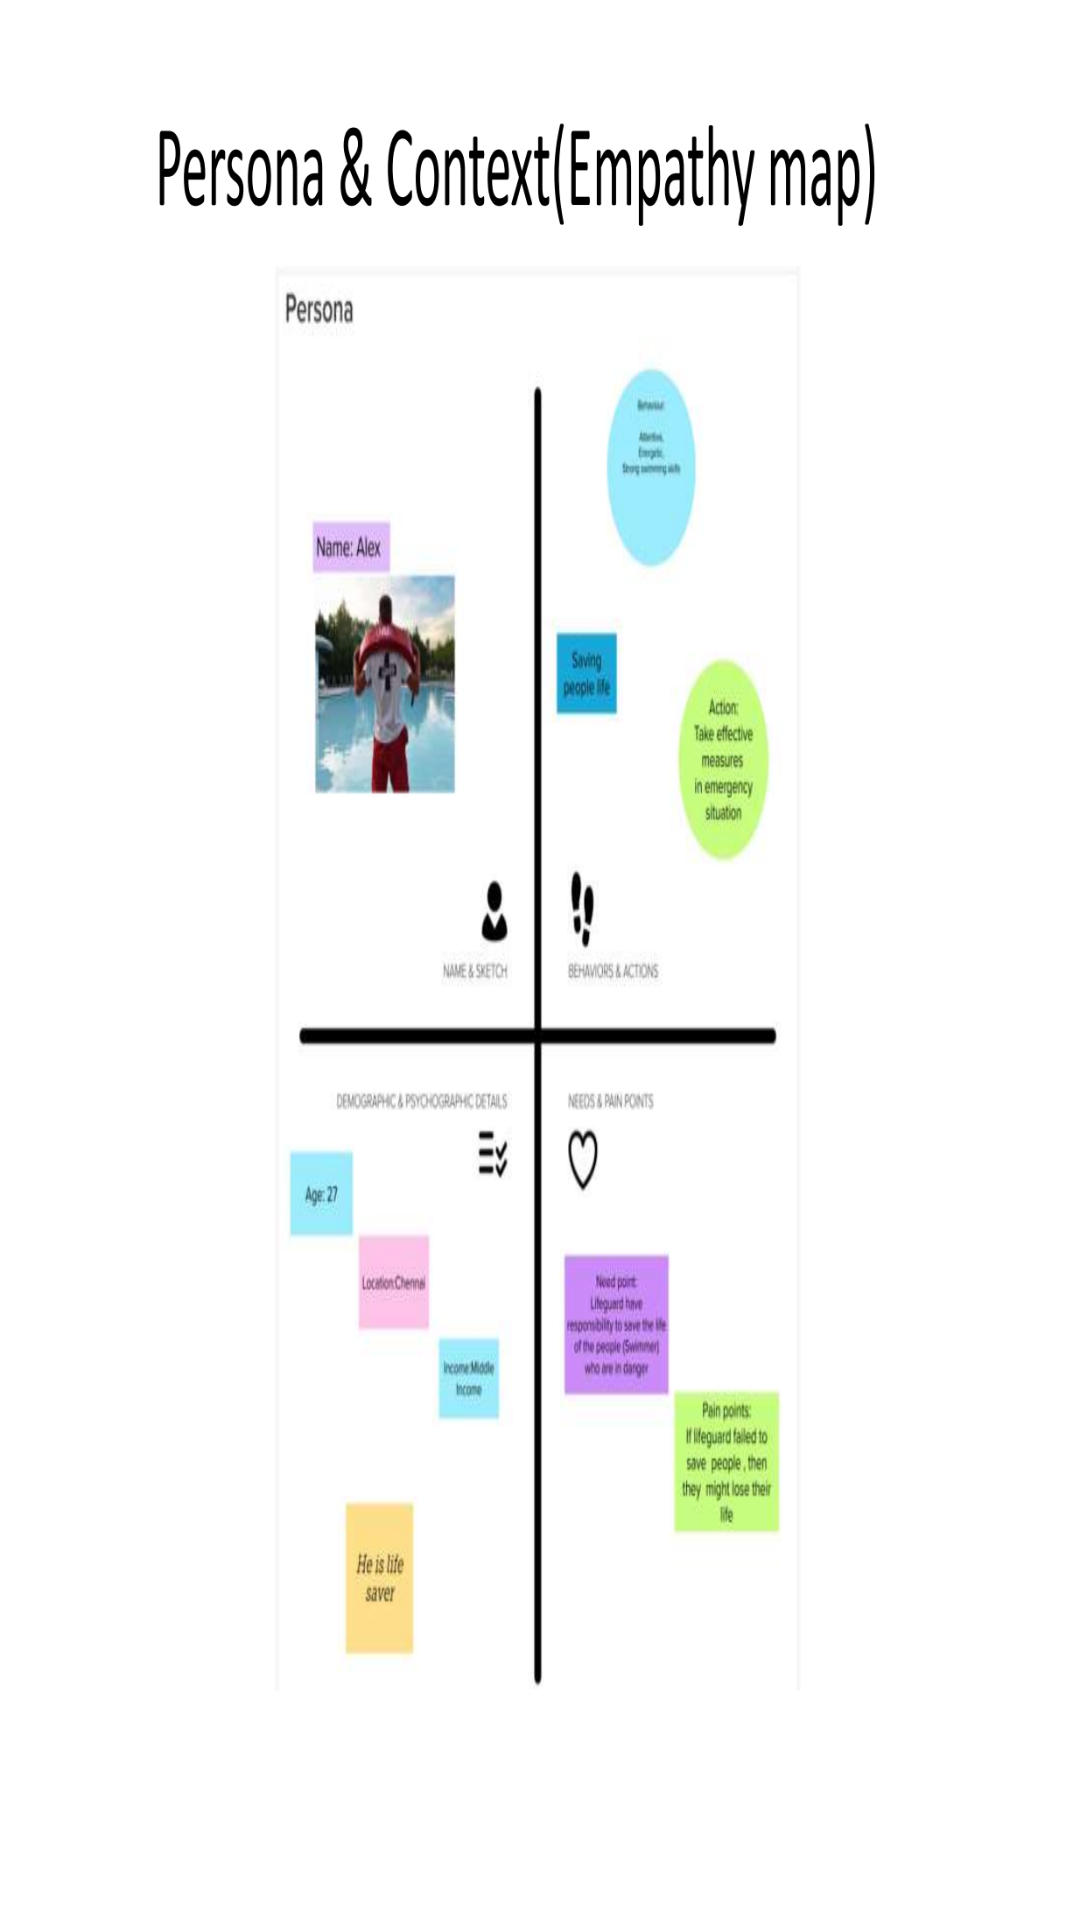 Persona & Context(Empathy map)
Persona
Name: Alex
NAME & SKETCH
Behaviour:
Attentive,
Energetic,
Strong swimming skills
Saving
people life
Action:
Take effective
measures
in emergency
situation
BEHAVIORS & ACTIONS
DEMOGRAPHIC & PSYCHOGRAPHIC DETAILS
Age: 27
Location:Chennai
Income:Middle
Income
He is life
saver
NEEDS & PAIN POINTS
Need point:
Lifeguard have
responsibility to save the life
of the people (Swimmer)
who are in danger
Pain points:
If lifeguard failed to
save people , then
they might lose their
life